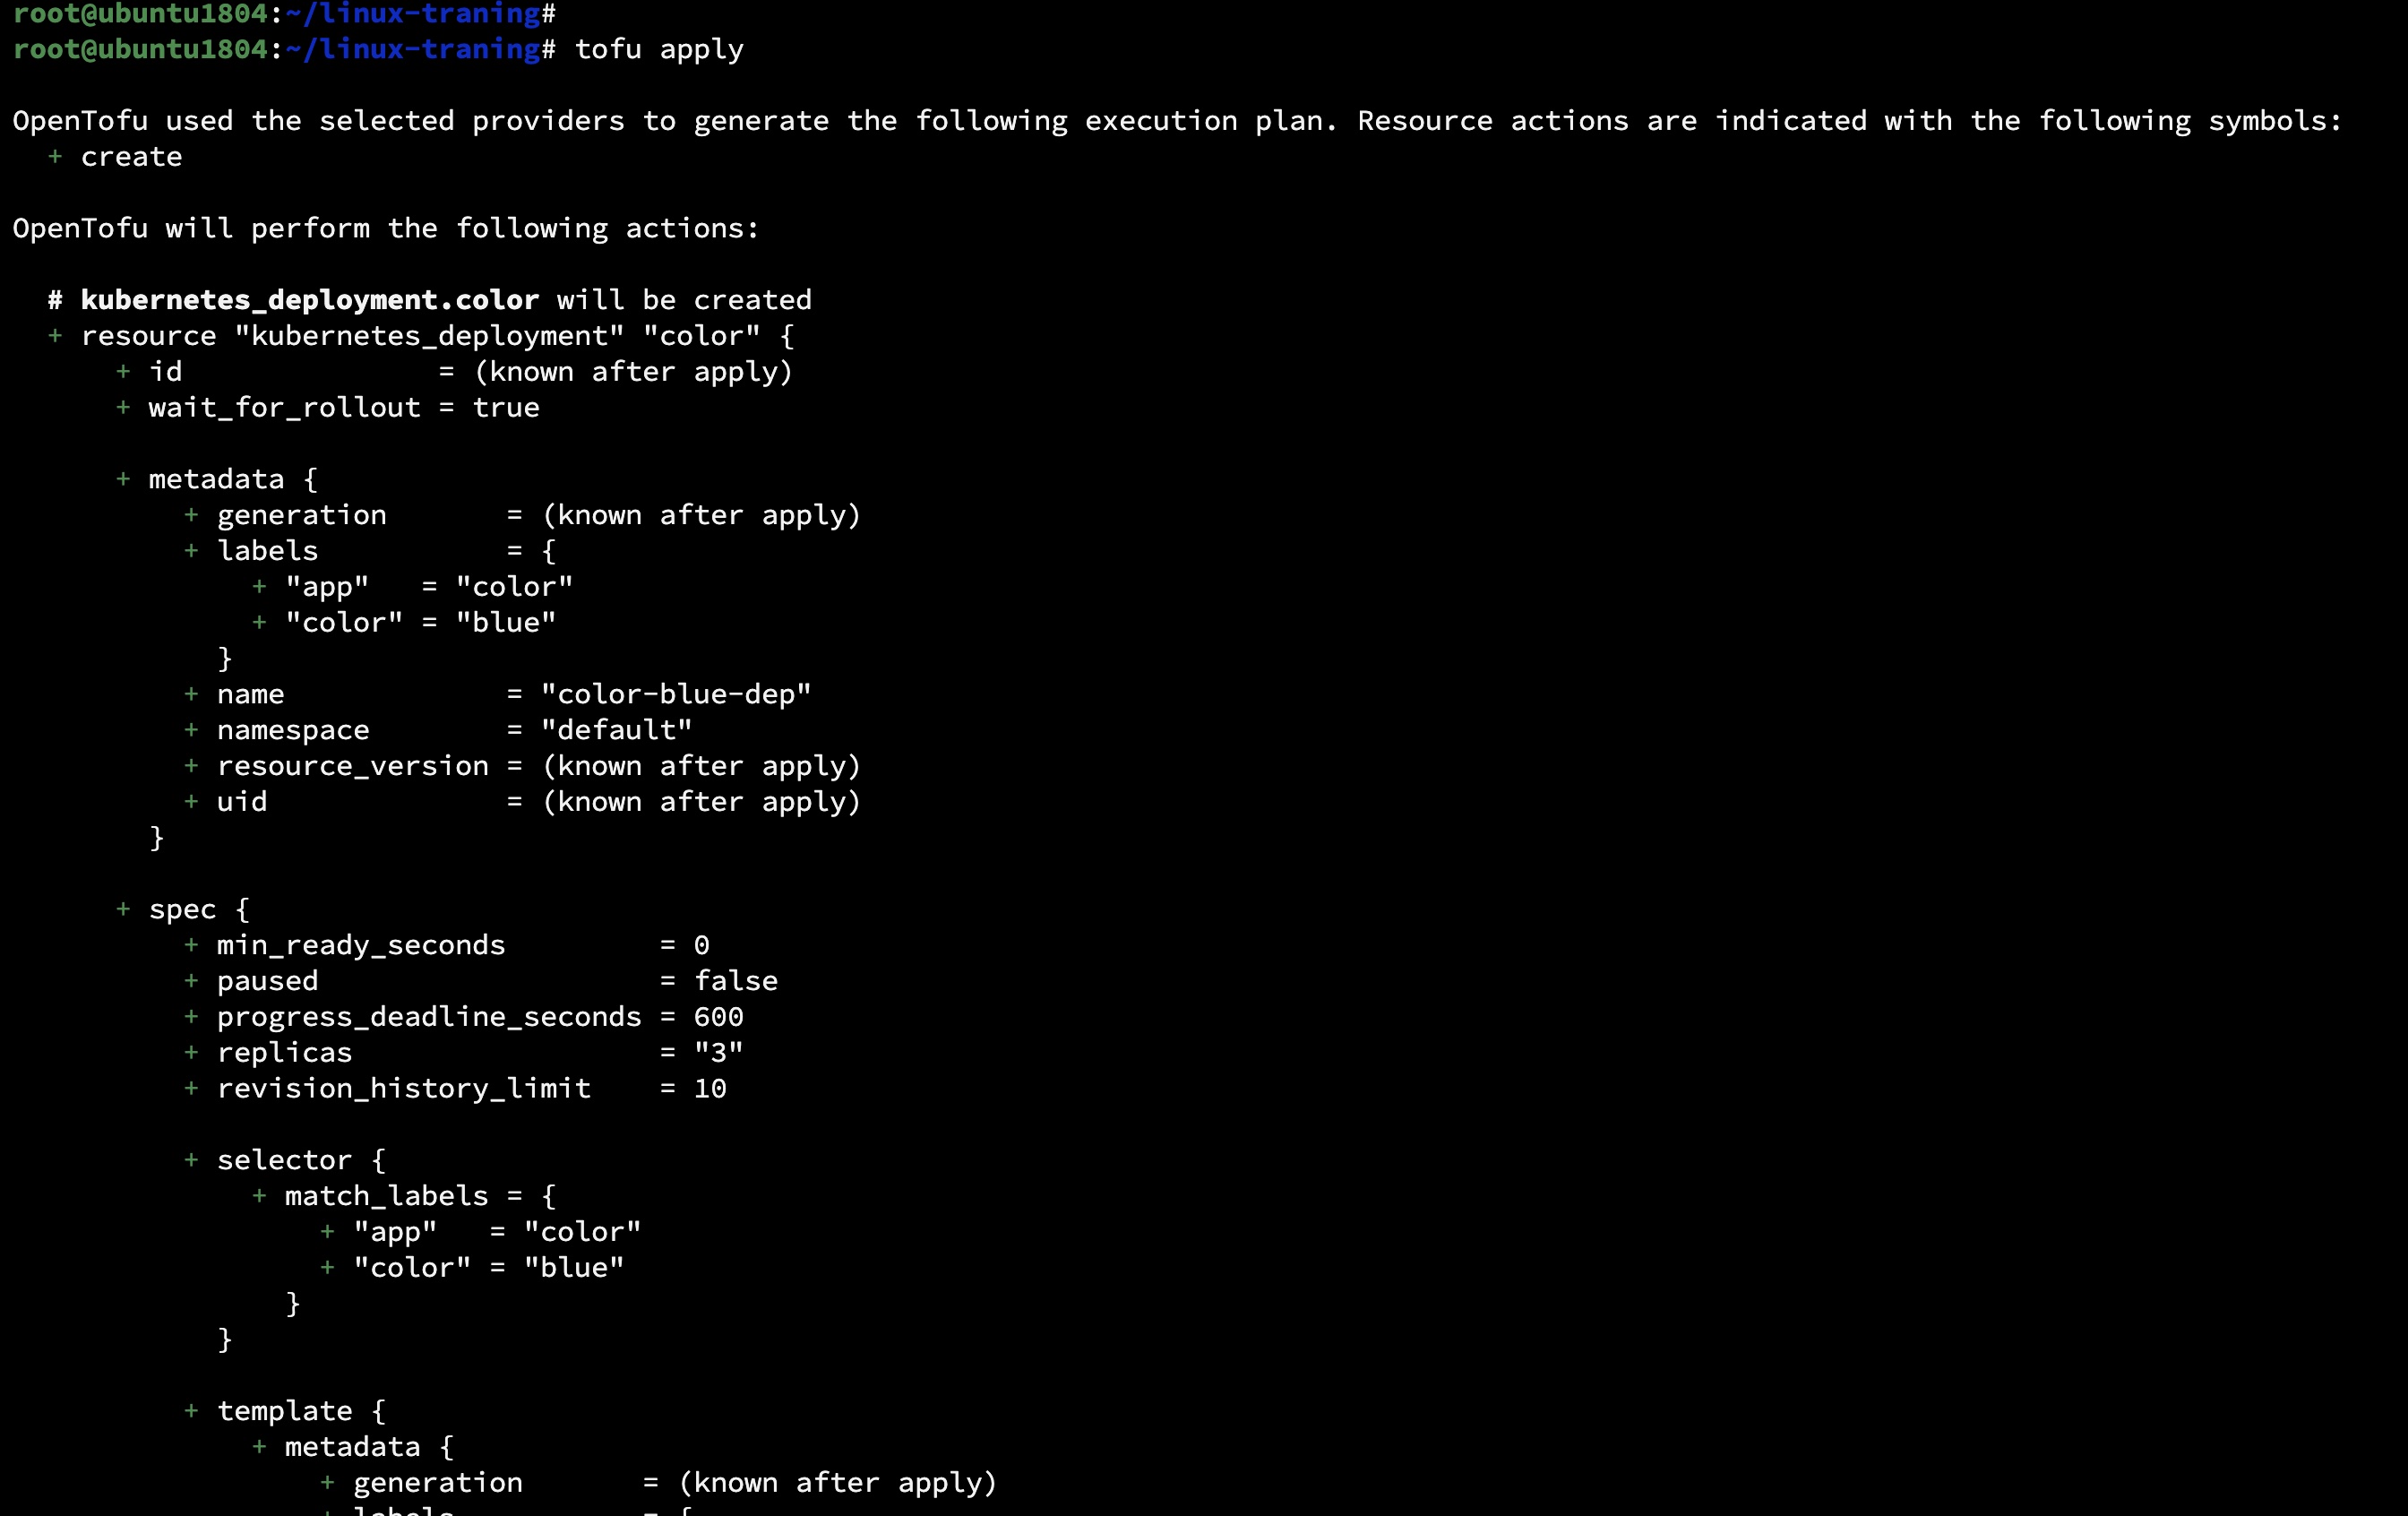 root@ubuntu1804:~/linux-traning#
root@ubuntu1804:~/linux-traning# tofu apply

OpenTofu used the selected providers to generate the following execution plan. Resource actions are indicated with the following symbols:
  + create

OpenTofu will perform the following actions:

  # kubernetes_deployment.color will be created
  + resource "kubernetes_deployment" "color" {
      + id               = (known after apply)
      + wait_for_rollout = true

      + metadata {
          + generation       = (known after apply)
          + labels           = {
              + "app"   = "color"
              + "color" = "blue"
            }
          + name             = "color-blue-dep"
          + namespace        = "default"
          + resource_version = (known after apply)
          + uid              = (known after apply)
        }

      + spec {
          + min_ready_seconds         = 0
          + paused                    = false
          + progress_deadline_seconds = 600
          + replicas                  = "3"
          + revision_history_limit    = 10

          + selector {
              + match_labels = {
                  + "app"   = "color"
                  + "color" = "blue"
                }
            }

          + template {
              + metadata {
                  + generation       = (known after apply)
                  + labels           = {